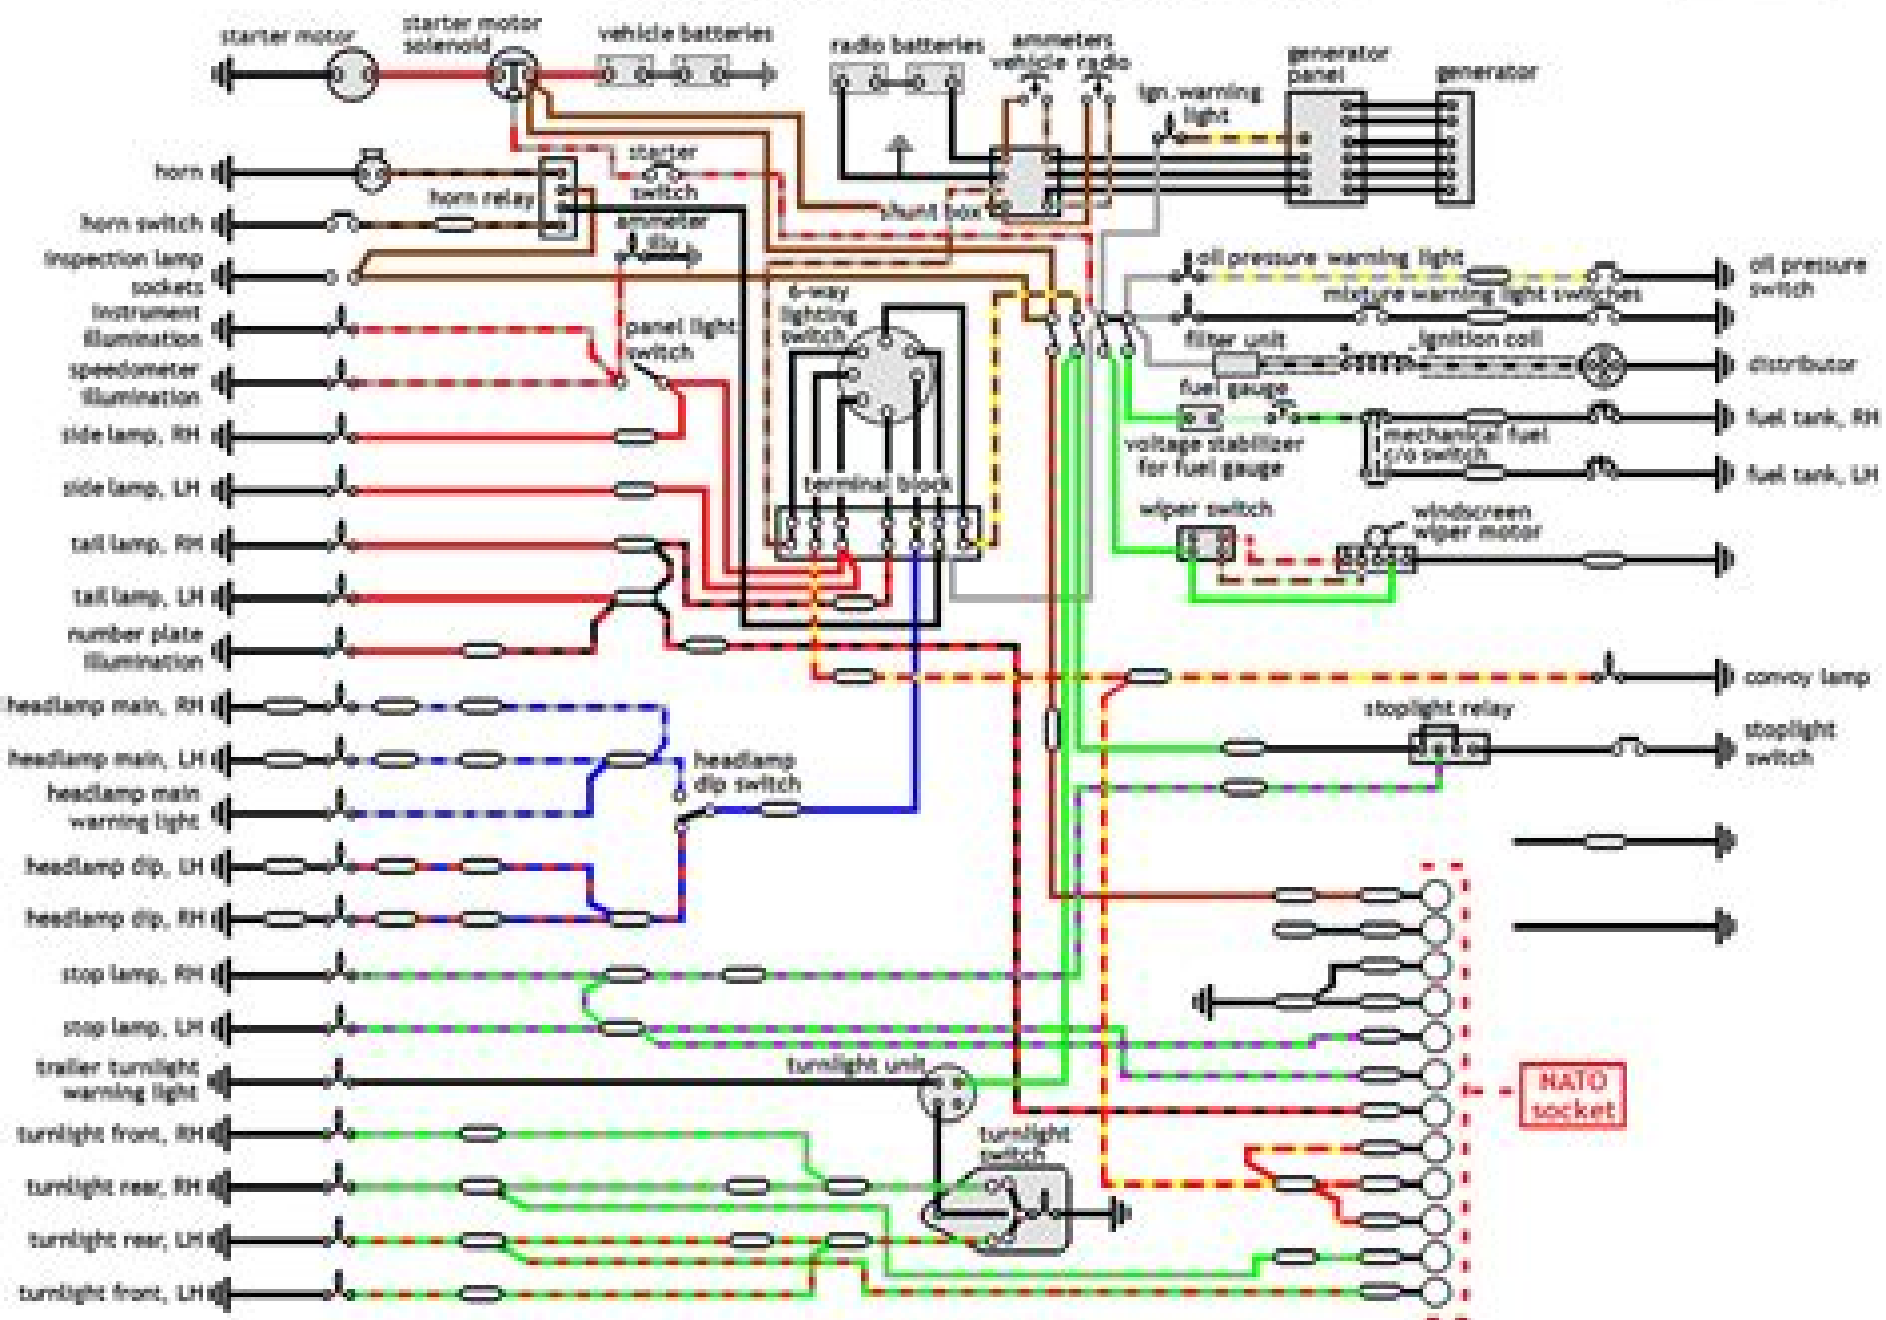 starter motor
starter motor
solenoid
vehicle batteries
radio batteries
ammeters
vehicle radio
ign.warning
light
generator
panel
generator
horn
horn relay
starter
switch
shunt box
horn switch
ammeter
illu
inspection lamp
sockets
oil pressure warning light
oil pressure
switch
mixture warning light switches
6-way
lighting
switch
instrument
illumination
panel light
switch
filter unit
ignition coil
distributor
speedometer
illumination
fuel gauge
fuel tank, RH
side lamp, RH
voltage stabilizer
for fuel gauge
mechanical fuel
c/o switch
fuel tank, LH
side lamp, LH
terminal block
wiper switch
windscreen
wiper motor
tail lamp, RH
tail lamp, LH
number plate
illumination
convoy lamp
headlamp main, RH
stoplight relay
stoplight
switch
headlamp main, LH
headlamp
dip switch
headlamp main
warning light
headlamp dip, LH
headlamp dip, RH
stop lamp, RH
stop lamp, LH
trailer turnlight
warning light
turnlight unit
NATO
socket
turnlight front, RH
turnlight
switch
turnlight rear, RH
turnlight rear, LH
turnlight front, LH